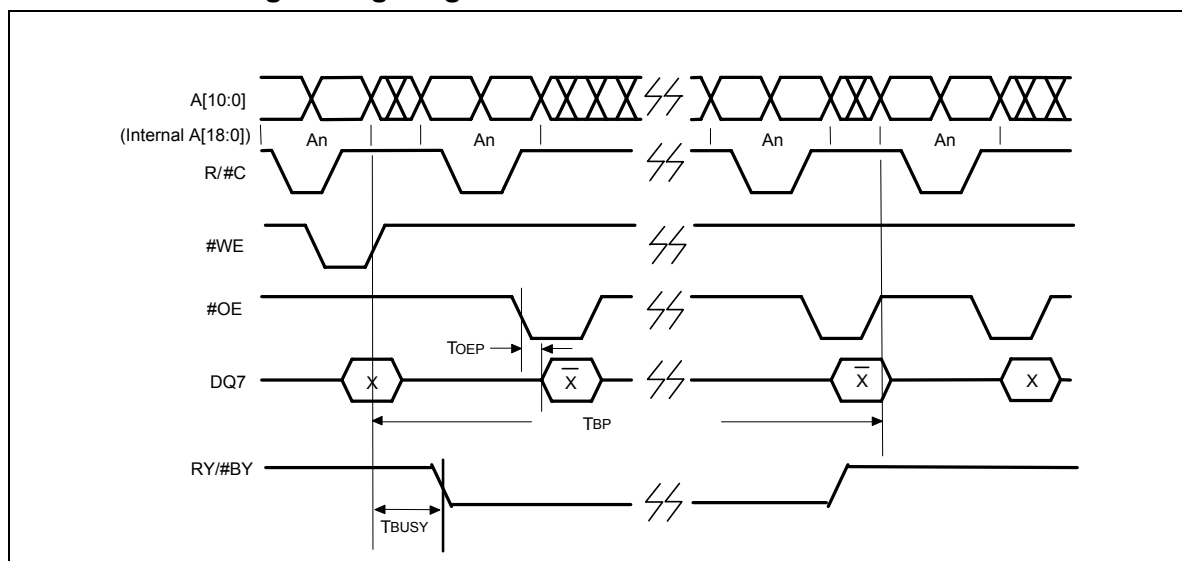 A[10:0]
(Internal A[18:0])
An An An An
R/#C
#WE
#OE
TOEP
DQ7 X X X X
TBP
RY/#BY
TBUSY